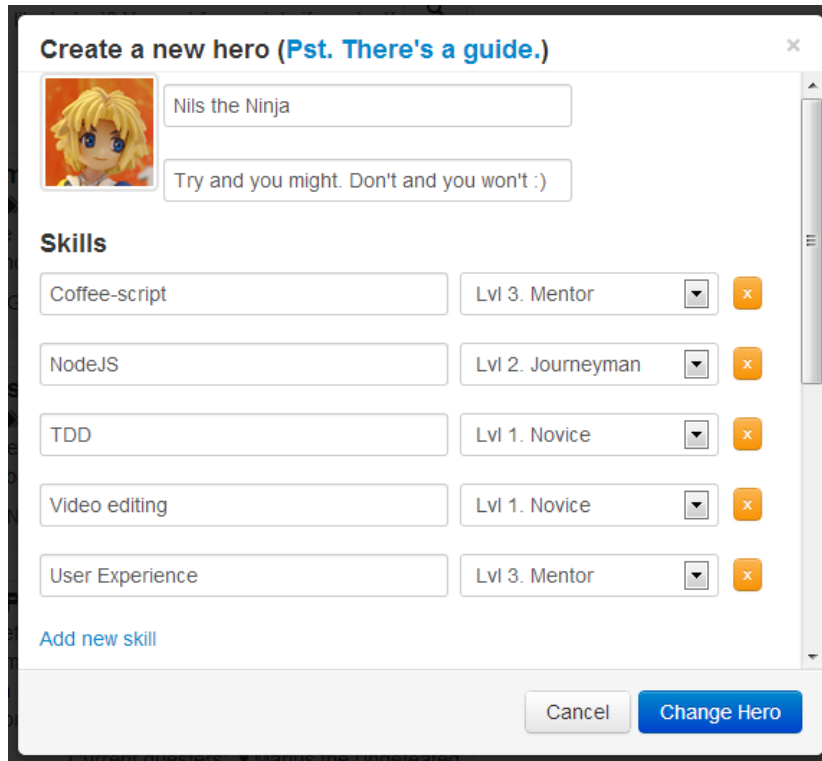 Create a new hero (Pst. There's a guide.)
×
Nils the Ninja
Try and you might. Don't and you won't :)
Skills
Coffee-script Lvl 3. Mentor x
NodeJS Lvl 2. Journeyman x
TDD Lvl 1. Novice x
Video editing Lvl 1. Novice x
User Experience Lvl 3. Mentor x
Add new skill
Cancel Change Hero